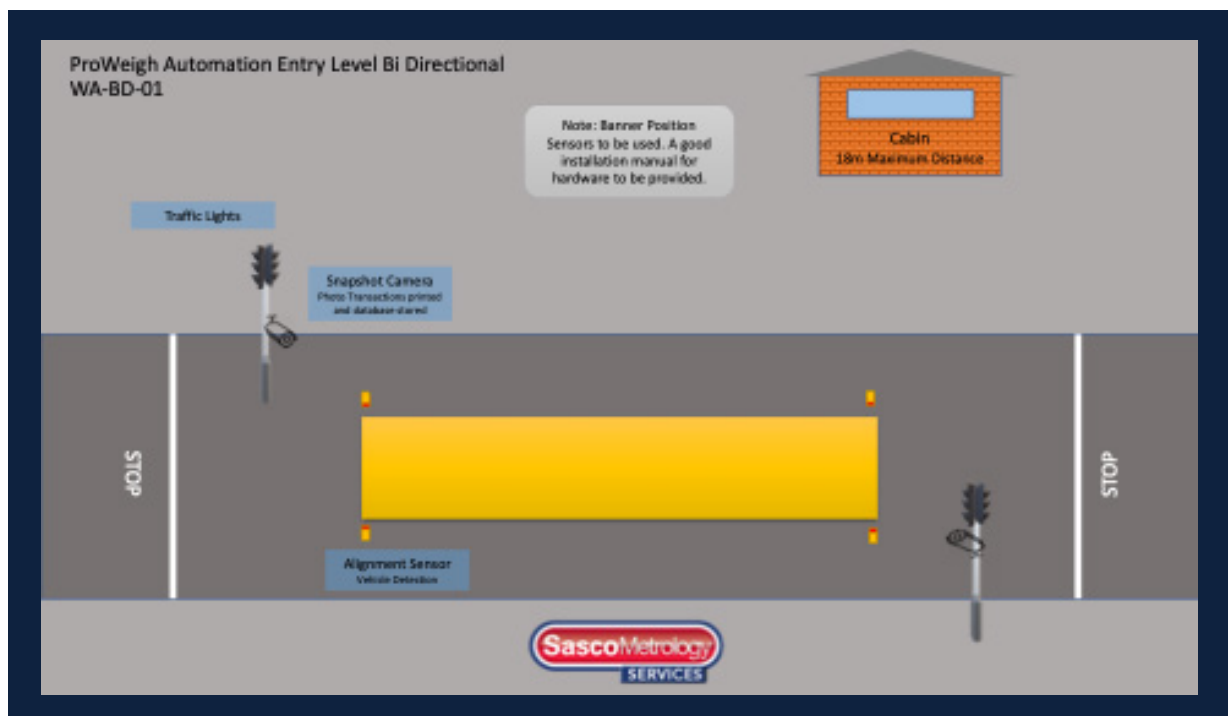 ProWeigh Automation Entry Level Bi Directional
WA-BD-01
Note: Banner Position
Sensors to be used. A good
installation manual for
hardware to be provided.
Cabin
18m Maximum Distance
Traffic Lights
Snapshot Camera
Photo Transactions printed
and database stored
STOP
STOP
Alignment Sensor
Vehicle Detection
SascoMetrology
SERVICES